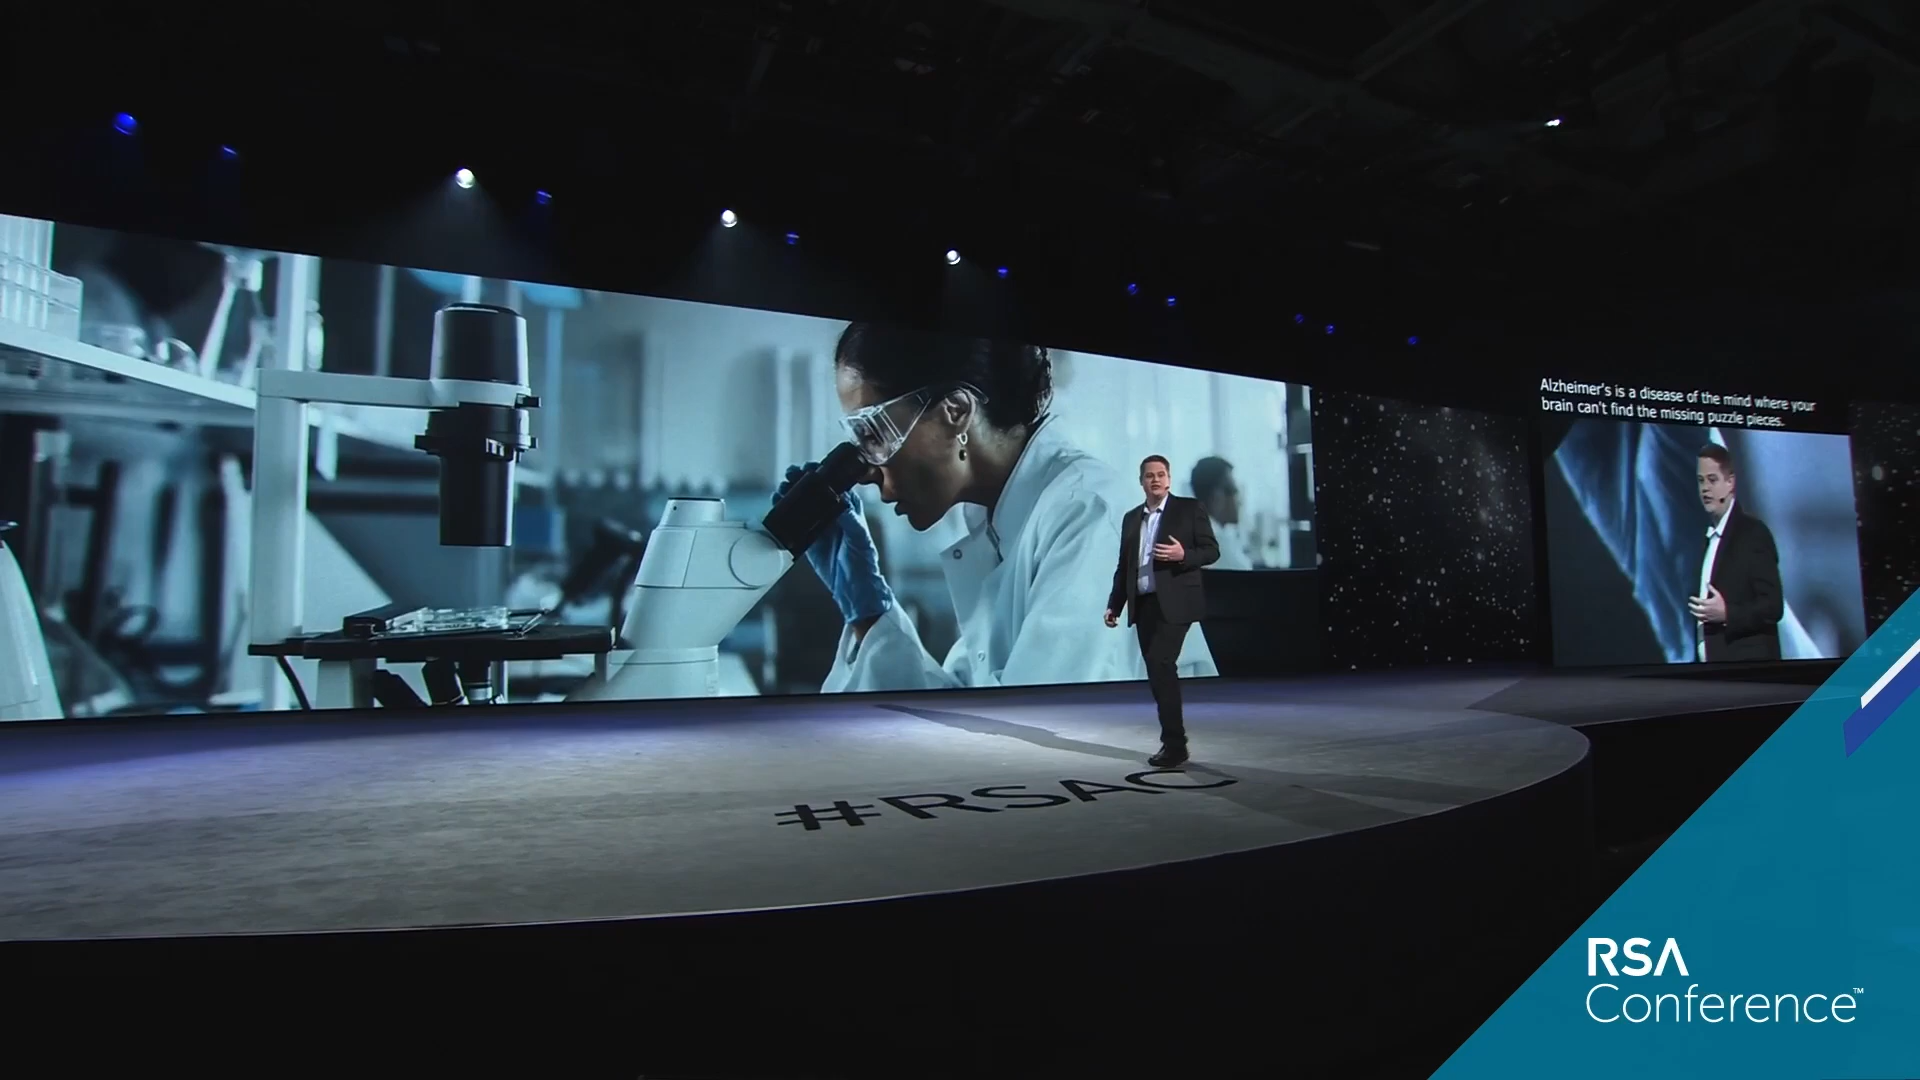 Alzheimer's is a disease of the mind where your
brain can't find the missing puzzle pieces.
#RSAC
RSA
Conference™